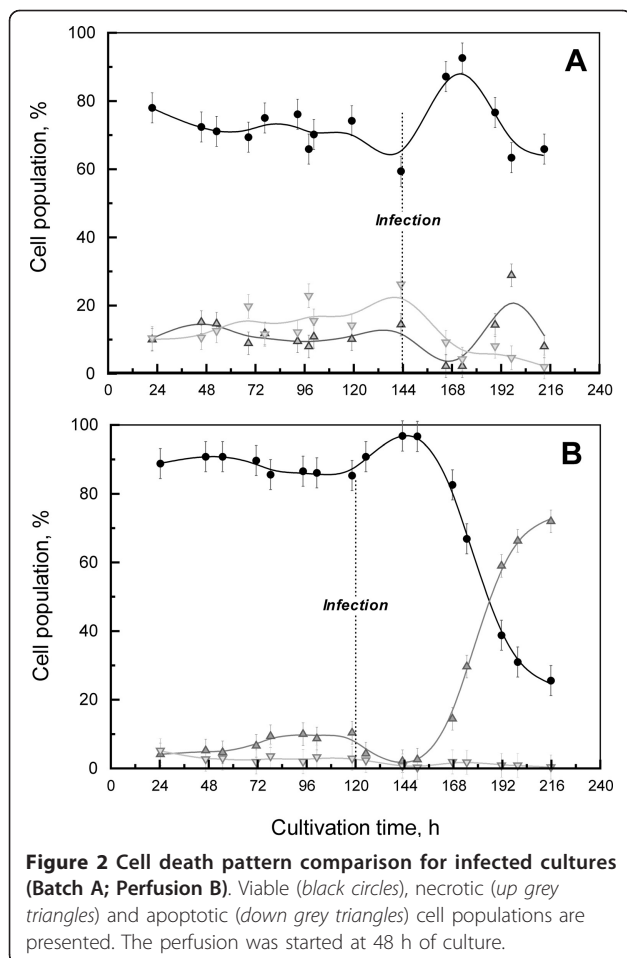 A
100
80
60
40
20
0
Cell population, %
Infection
0 24 48 72 96 120 144 168 192 216 240
B
100
80
60
40
20
0
Cell population, %
Infection
0 24 48 72 96 120 144 168 192 216 240
Cultivation time, h
Figure 2 Cell death pattern comparison for infected cultures
(Batch A; Perfusion B). Viable (black circles), necrotic (up grey
triangles) and apoptotic (down grey triangles) cell populations are
presented. The perfusion was started at 48 h of culture.